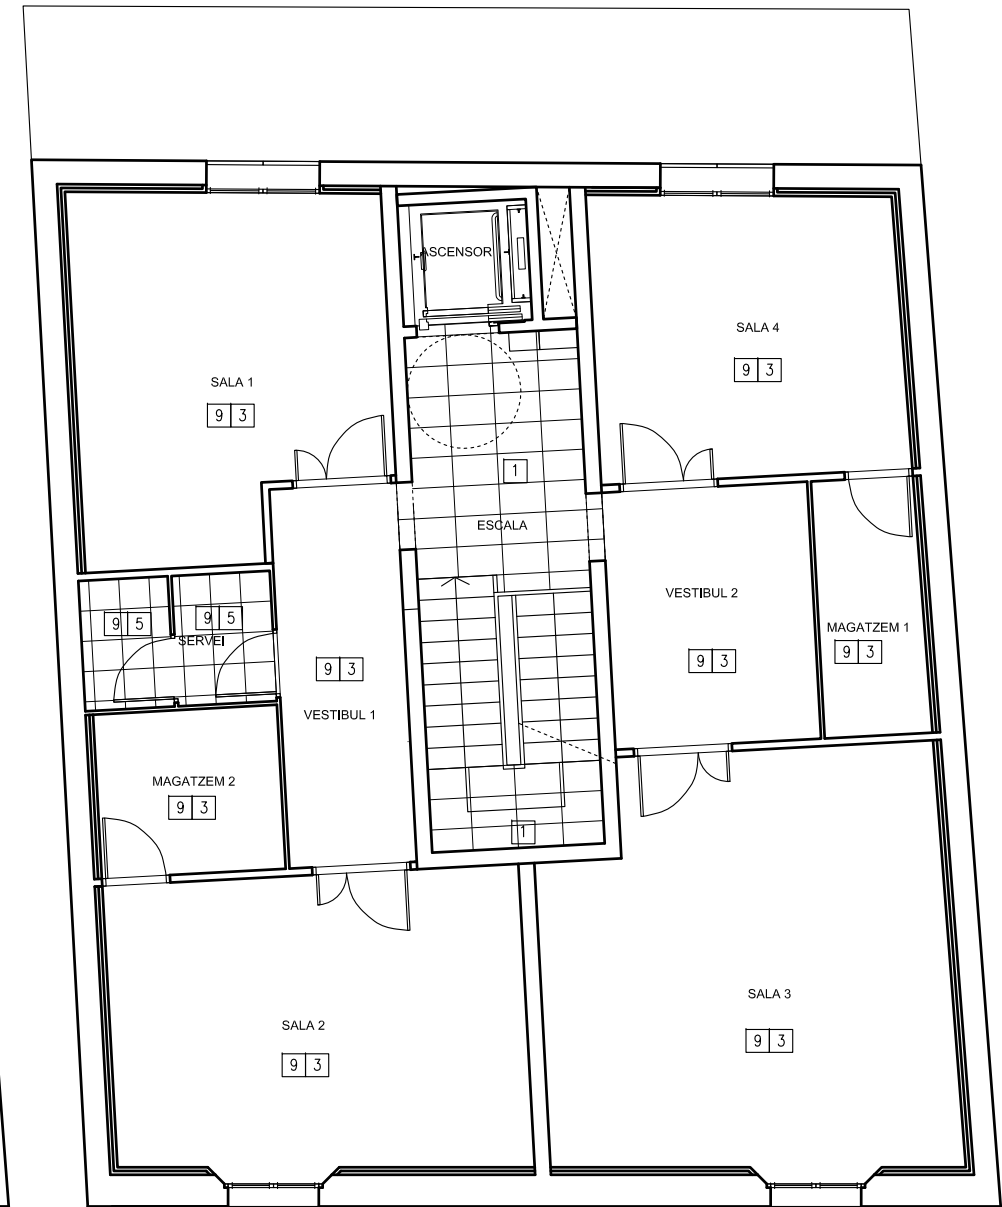 ASCENSOR
SALA 4
9 3
SALA 1
9 3
1
ESCALA
VESTIBUL 2
9 3
MAGATZEM 1
9 3
9 5
9 5
SERVEI
9 3
VESTIBUL 1
MAGATZEM 2
9 3
1
SALA 3
9 3
SALA 2
9 3